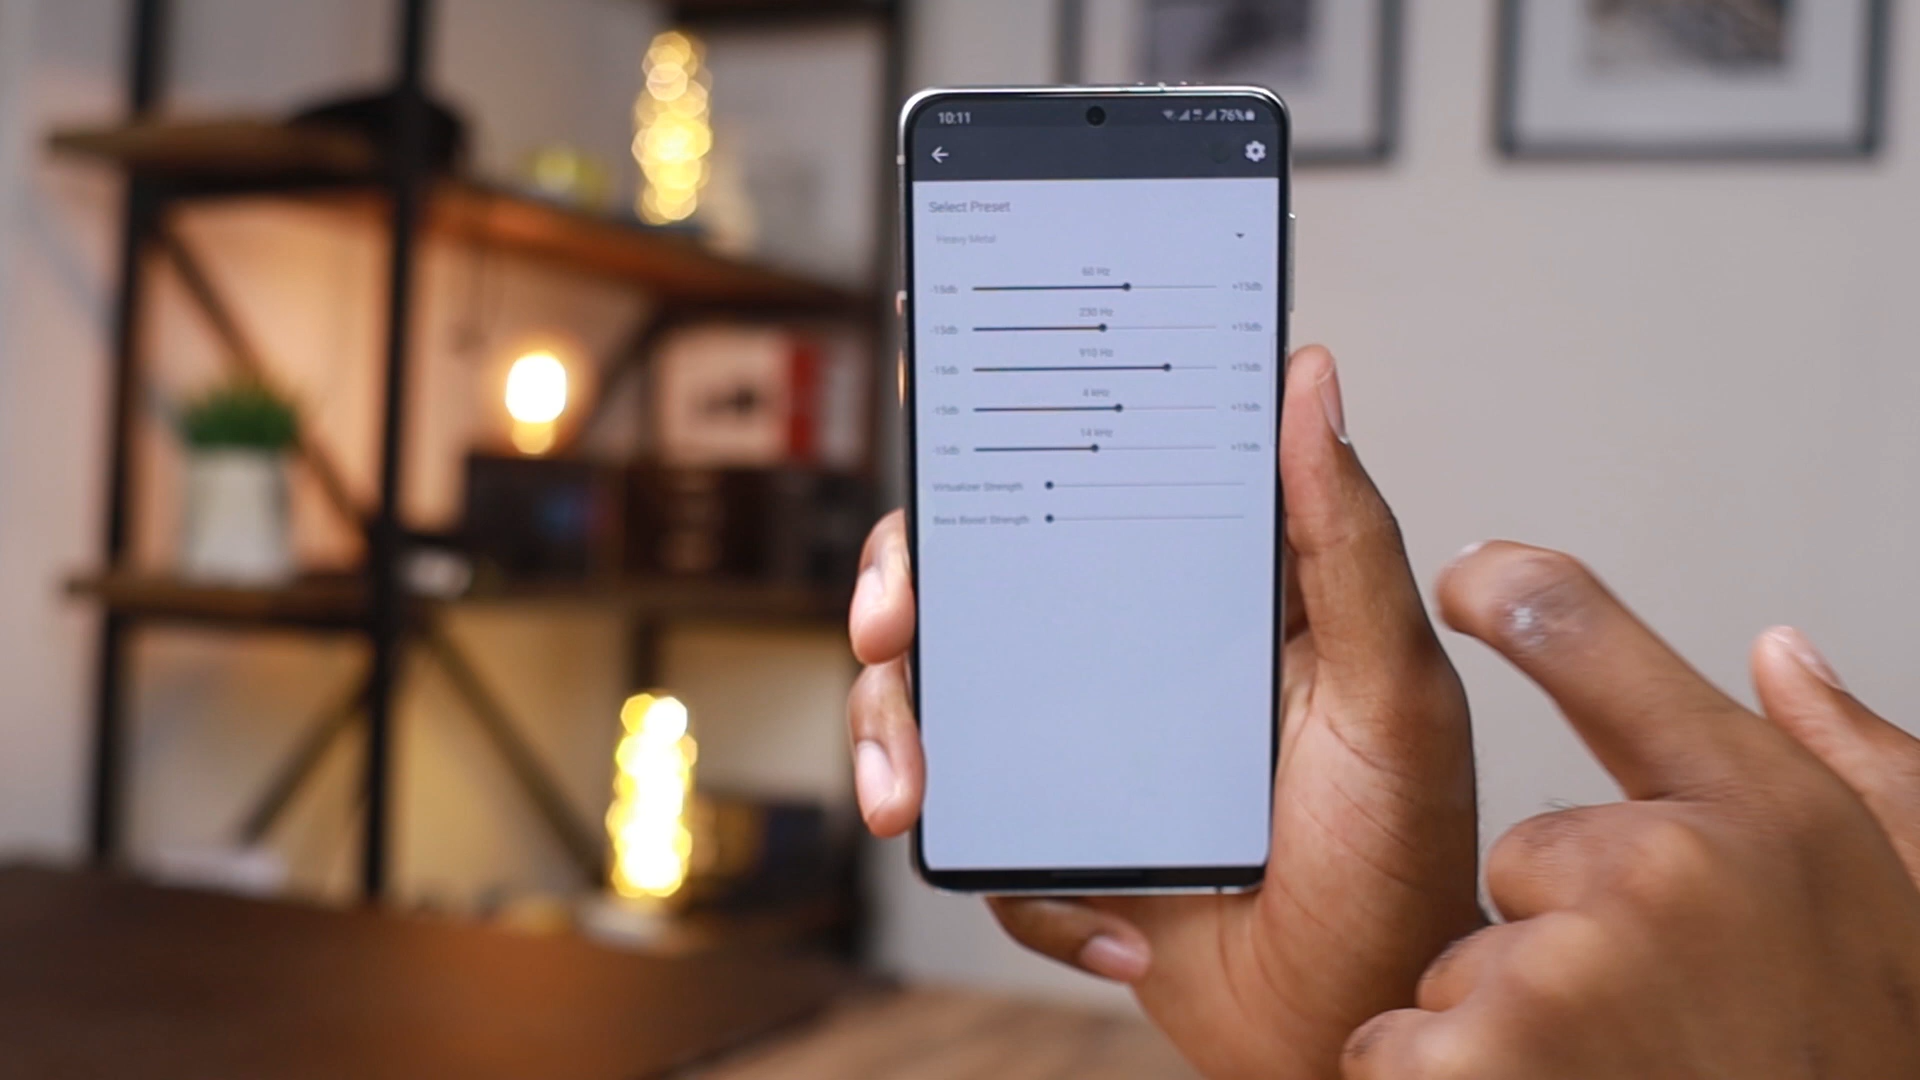 10:11 76%
Select Preset
Heavy Metal
60 Hz
-15db +15db
230 Hz
-15db +15db
910 Hz
-15db +15db
4 kHz
-15db +15db
14 kHz
-15db +15db
Virtualizer Strength
Bass Boost Strength